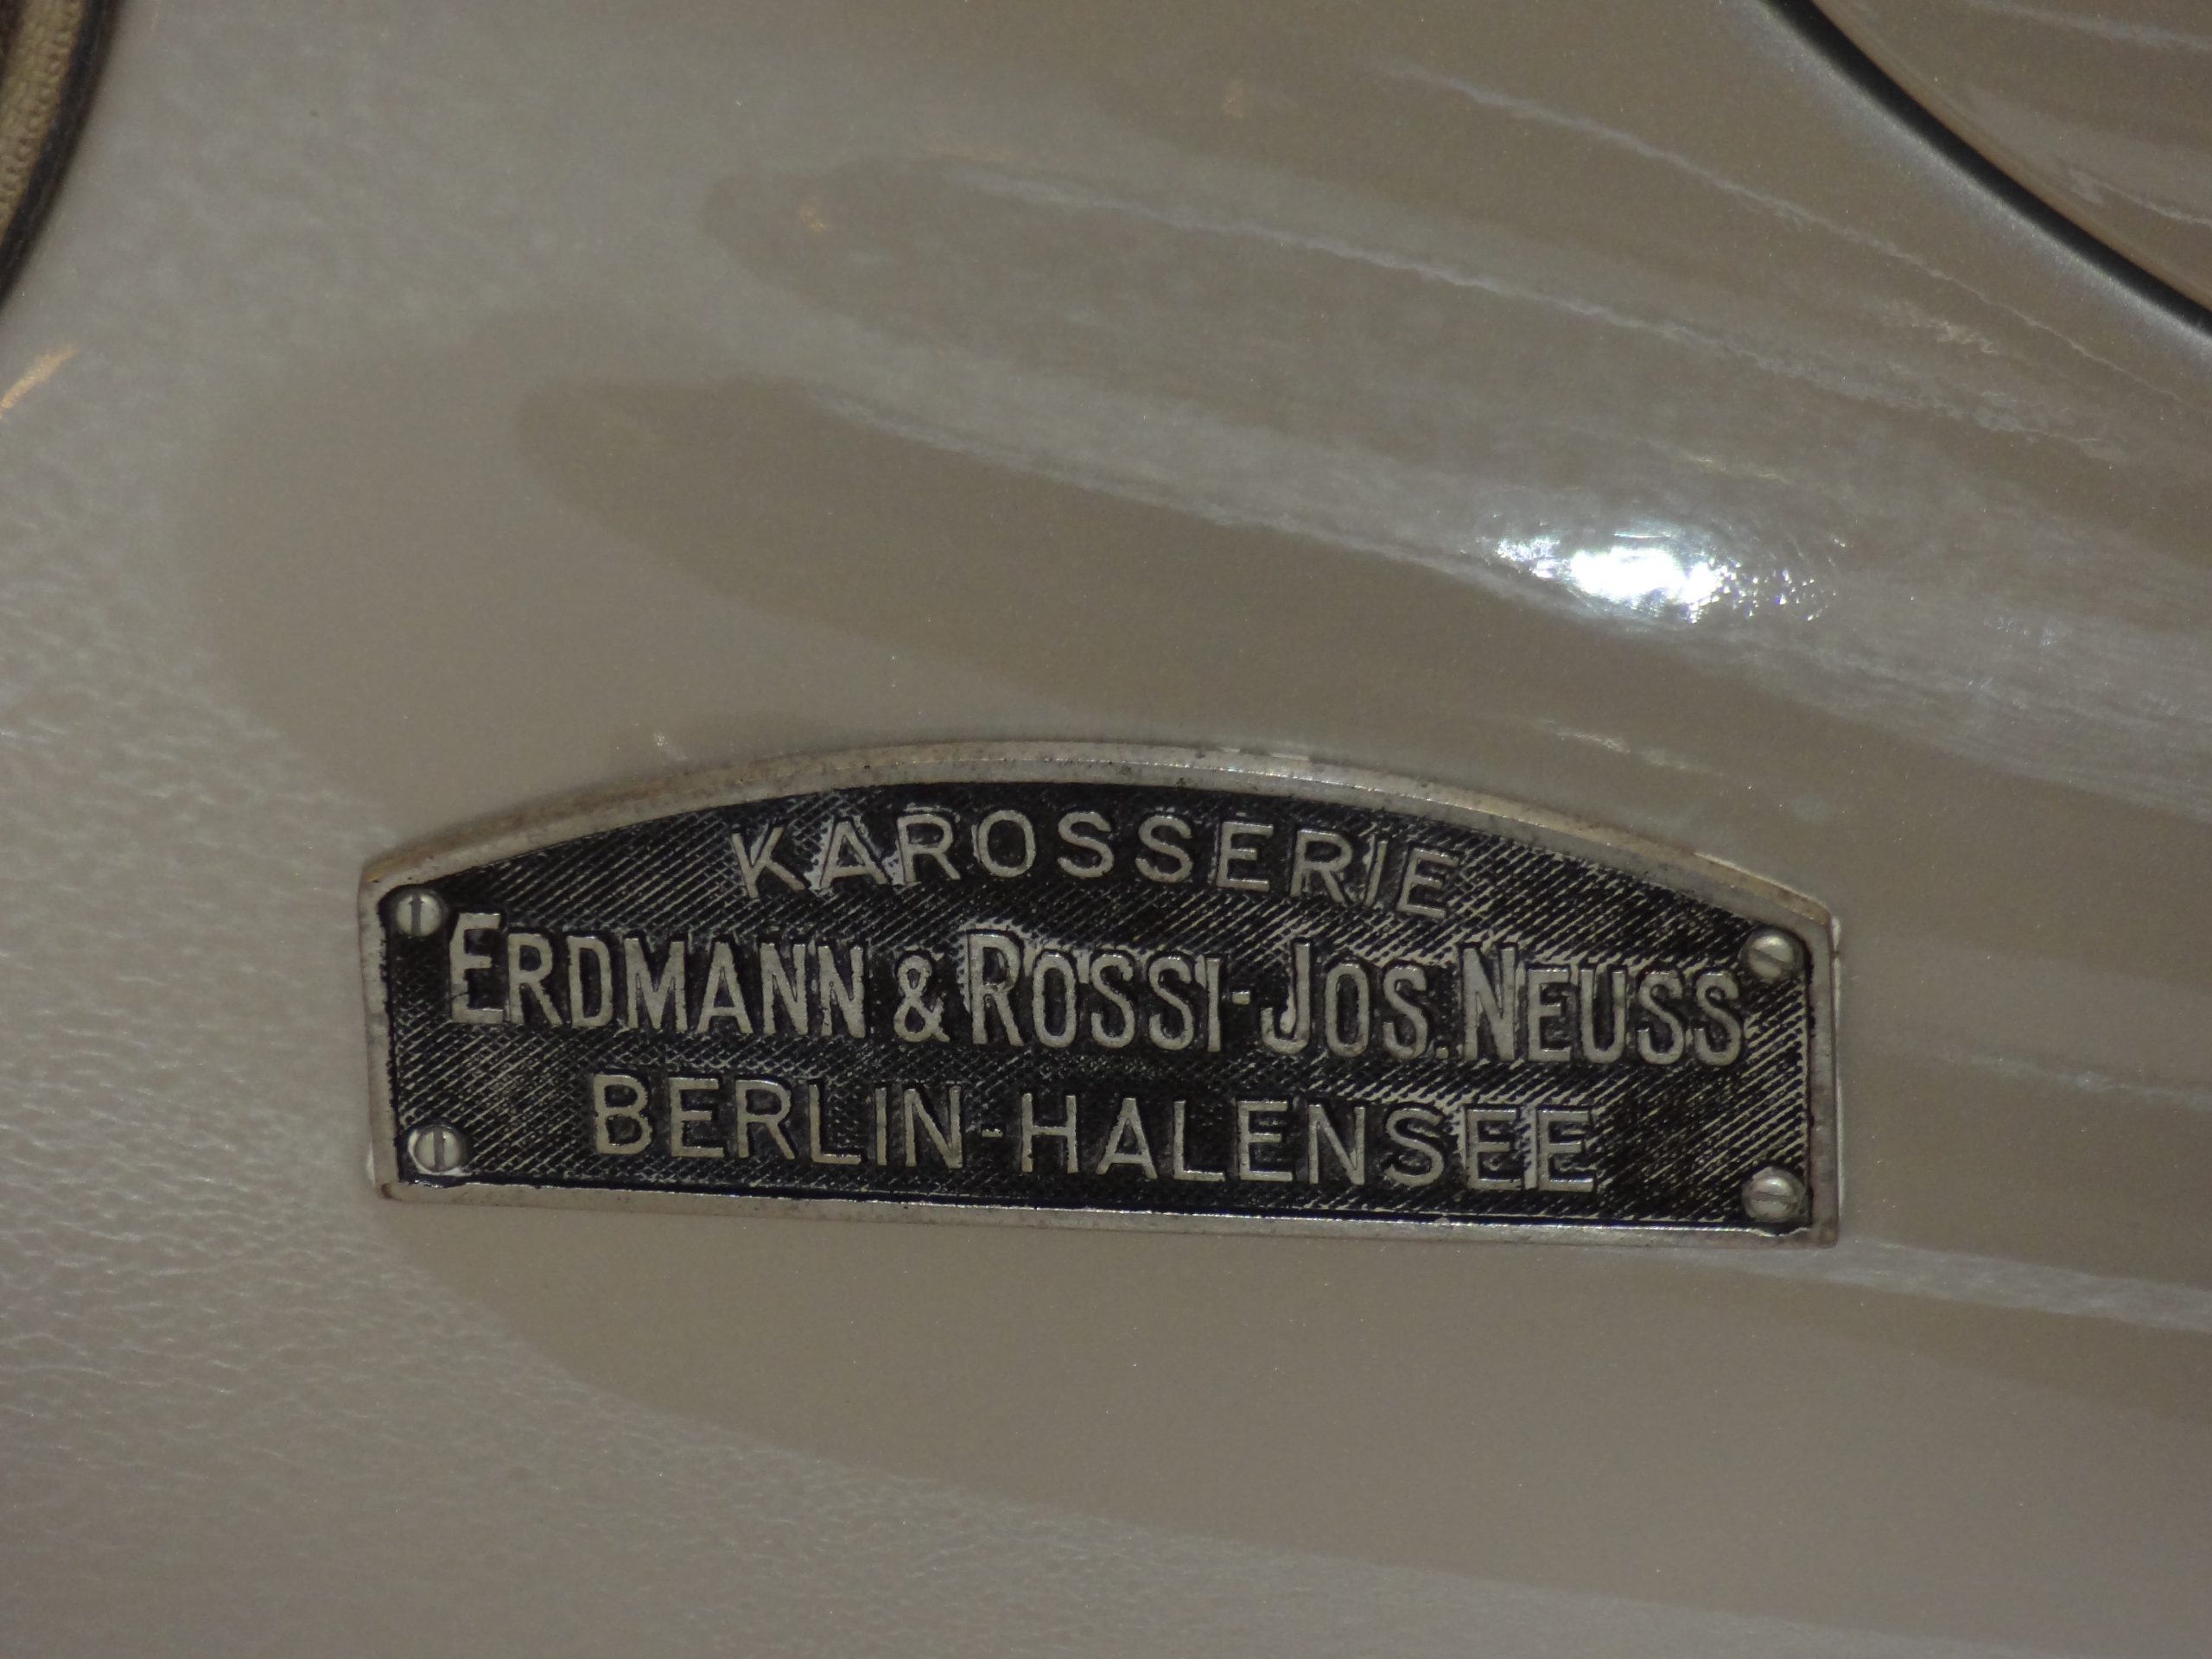 KAROSSERIE
ERDMANN & ROSSI-JOS.NEUSS
BERLIN-HALENSEE